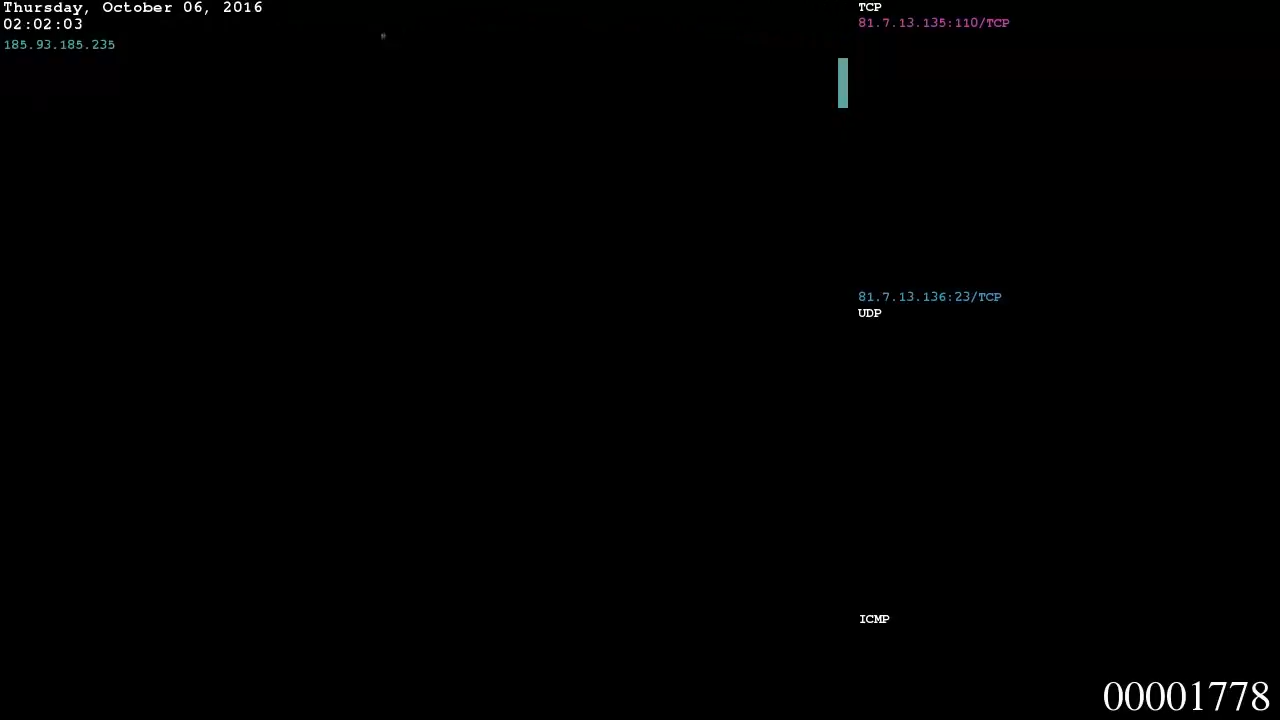 Thursday, October 06, 2016
02:02:03
185.93.185.235
TCP
81.7.13.135:110/TCP
81.7.13.136:23/TCP
UDP
ICMP
00001778